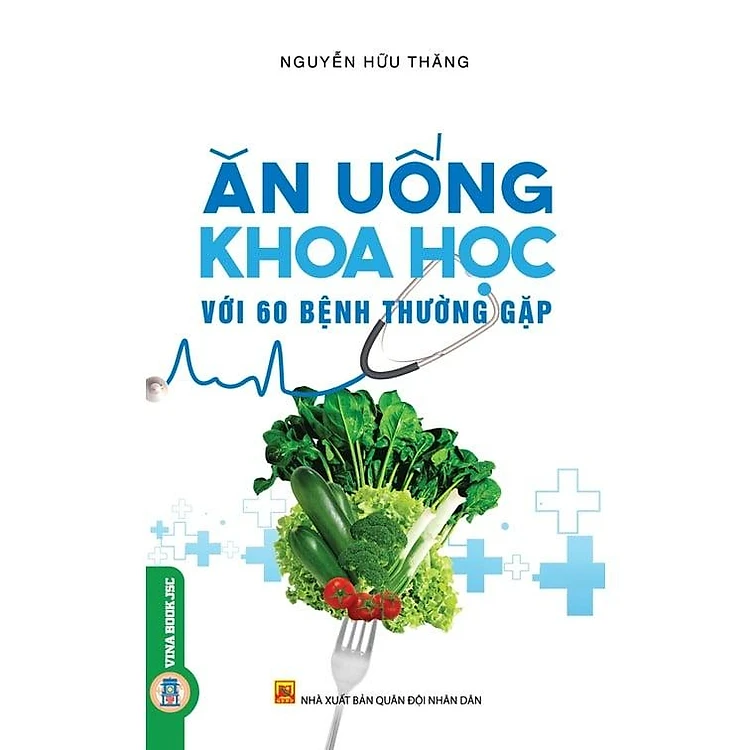 NGUYỄN HỮU THĂNG
ĂN UỐNG
KHOA HỌC
VỚI 60 BỆNH THƯỜNG GẶP
VINA BOOK.JSC
NHÀ XUẤT BẢN QUÂN ĐỘI NHÂN DÂN